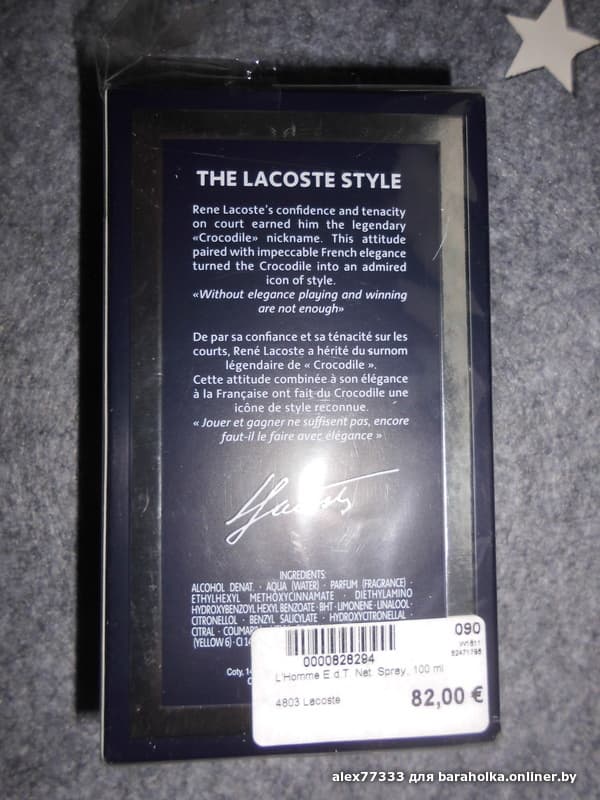 THE LACOSTE STYLE
Rene Lacoste's confidence and tenacity
on court earned him the legendary
«Crocodile» nickname. This attitude
paired with impeccable French elegance
turned the Crocodile into an admired
icon of style.
«Without elegance playing and winning
are not enough»
De par sa confiance et sa ténacité sur les
courts, René Lacoste a hérité du surnom
légendaire de « Crocodile ».
Cette attitude combinée à son élégance
à la Française ont fait du Crocodile une
icône de style reconnue.
« Jouer et gagner ne suffisent pas, encore
faut-il le faire avec élégance »
Lacoste
INGREDIENTS:
ALCOHOL DENAT. · AQUA (WATER) · PARFUM (FRAGRANCE) ·
ETHYLHEXYL METHOXYCINNAMATE · DIETHYLAMINO
HYDROXYBENZOYL HEXYL BENZOATE · BHT · LIMONENE · LINALOOL ·
CITRONELLOL · BENZYL SALICYLATE · HYDROXYCITRONELLAL ·
CITRAL · COUMARIN
(YELLOW 6) · CI 14
Coty, 14
090
0000828294
L'Homme E.d.T. Nat. Spray, 100 ml
4803 Lacoste
82,00 €
alex77333 для baraholka.onliner.by